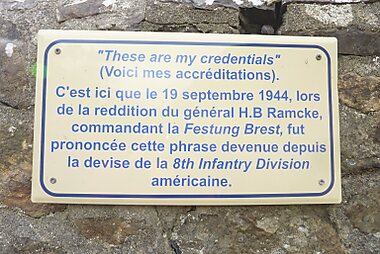 "These are my credentials"
(Voici mes accréditations).
C'est ici que le 19 septembre 1944, lors
de la reddition du général H.B Ramcke,
commandant la Festung Brest, fut
prononcée cette phrase devenue depuis
la devise de la 8th Infantry Division
américaine.